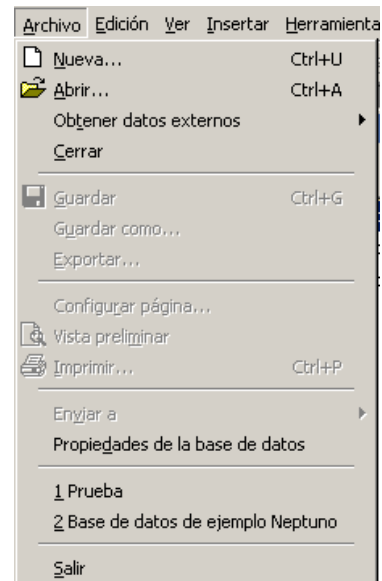 Archivo Edición Ver Insertar Herramienta
Nueva... Ctrl+U
Abrir... Ctrl+A
Obtener datos externos
Cerrar
Guardar Ctrl+G
Guardar como...
Exportar...
Configurar página...
Vista preliminar
Imprimir... Ctrl+P
Enviar a
Propiedades de la base de datos
1 Prueba
2 Base de datos de ejemplo Neptuno
Salir